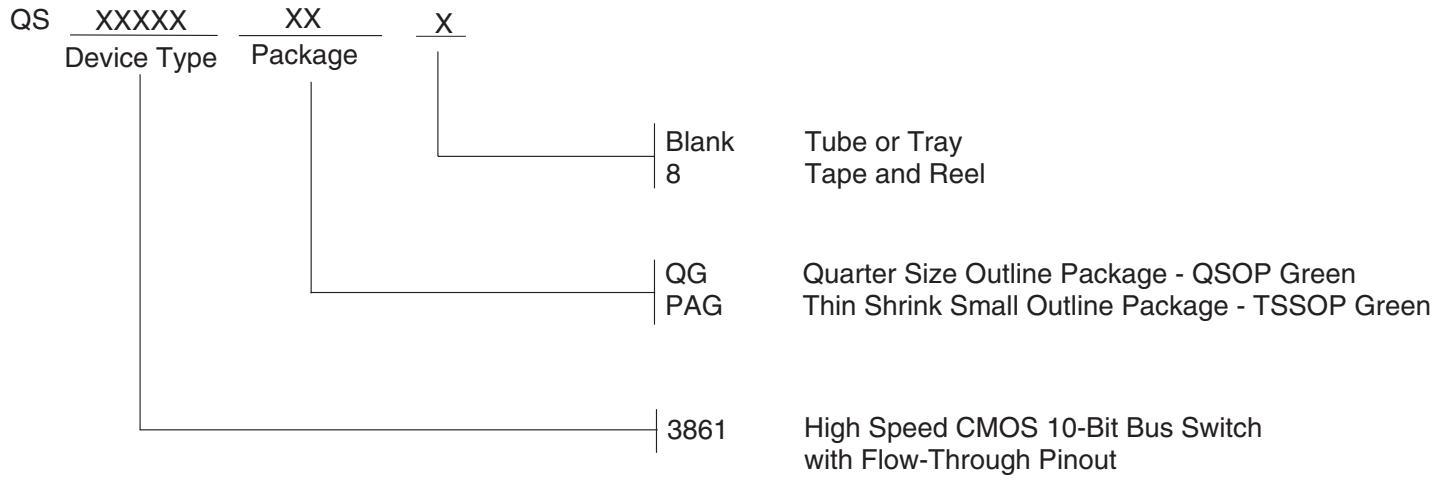 QS XXXXX XX X
Device Type Package
Blank Tube or Tray
8 Tape and Reel
QG Quarter Size Outline Package - QSOP Green
PAG Thin Shrink Small Outline Package - TSSOP Green
3861 High Speed CMOS 10-Bit Bus Switch
with Flow-Through Pinout